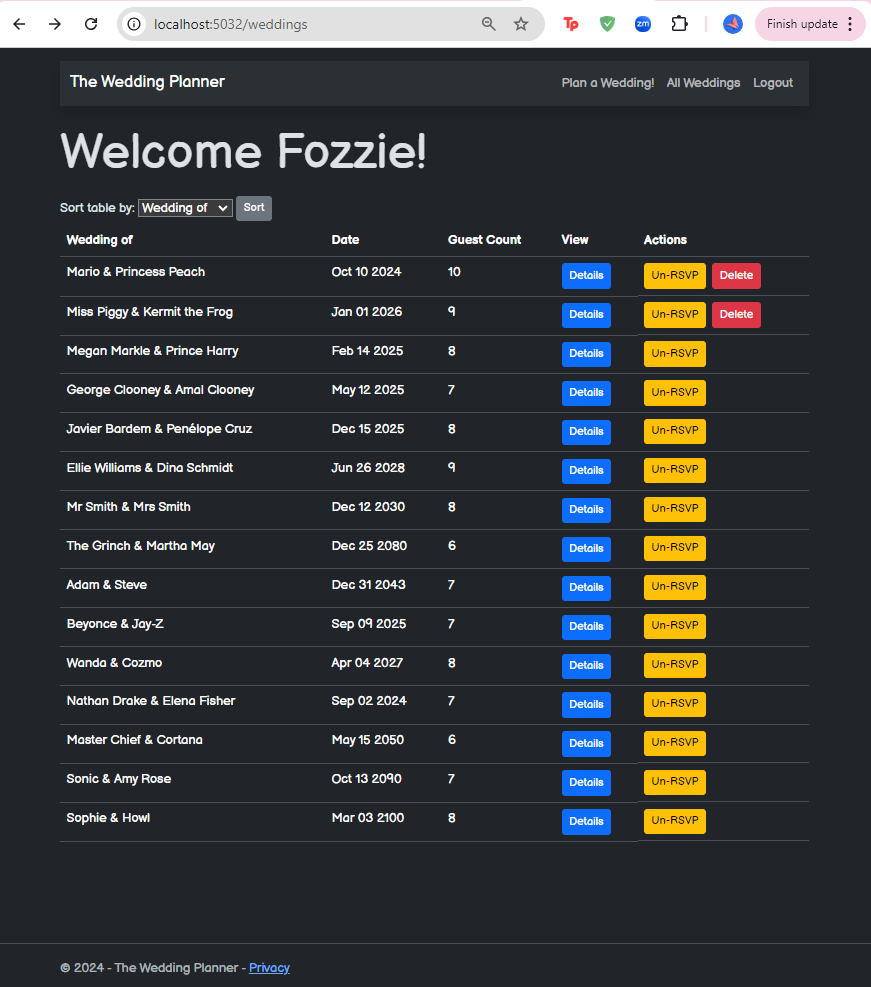 localhost:5032/weddings
Tp
zm
Finish update
The Wedding Planner Plan a Wedding! All Weddings Logout
Welcome Fozzie!
Sort table by: Wedding of Sort
Wedding of Date Guest Count View Actions
Mario & Princess Peach Oct 10 2024 10 Details Un-RSVP Delete
Miss Piggy & Kermit the Frog Jan 01 2026 9 Details Un-RSVP Delete
Megan Markle & Prince Harry Feb 14 2025 8 Details Un-RSVP
George Clooney & Amal Clooney May 12 2025 7 Details Un-RSVP
Javier Bardem & Penélope Cruz Dec 15 2025 8 Details Un-RSVP
Ellie Williams & Dina Schmidt Jun 26 2028 9 Details Un-RSVP
Mr Smith & Mrs Smith Dec 12 2030 8 Details Un-RSVP
The Grinch & Martha May Dec 25 2080 6 Details Un-RSVP
Adam & Steve Dec 31 2043 7 Details Un-RSVP
Beyonce & Jay-Z Sep 09 2025 7 Details Un-RSVP
Wanda & Cozmo Apr 04 2027 8 Details Un-RSVP
Nathan Drake & Elena Fisher Sep 02 2024 7 Details Un-RSVP
Master Chief & Cortana May 15 2050 6 Details Un-RSVP
Sonic & Amy Rose Oct 13 2090 7 Details Un-RSVP
Sophie & Howl Mar 03 2100 8 Details Un-RSVP
© 2024 - The Wedding Planner - Privacy